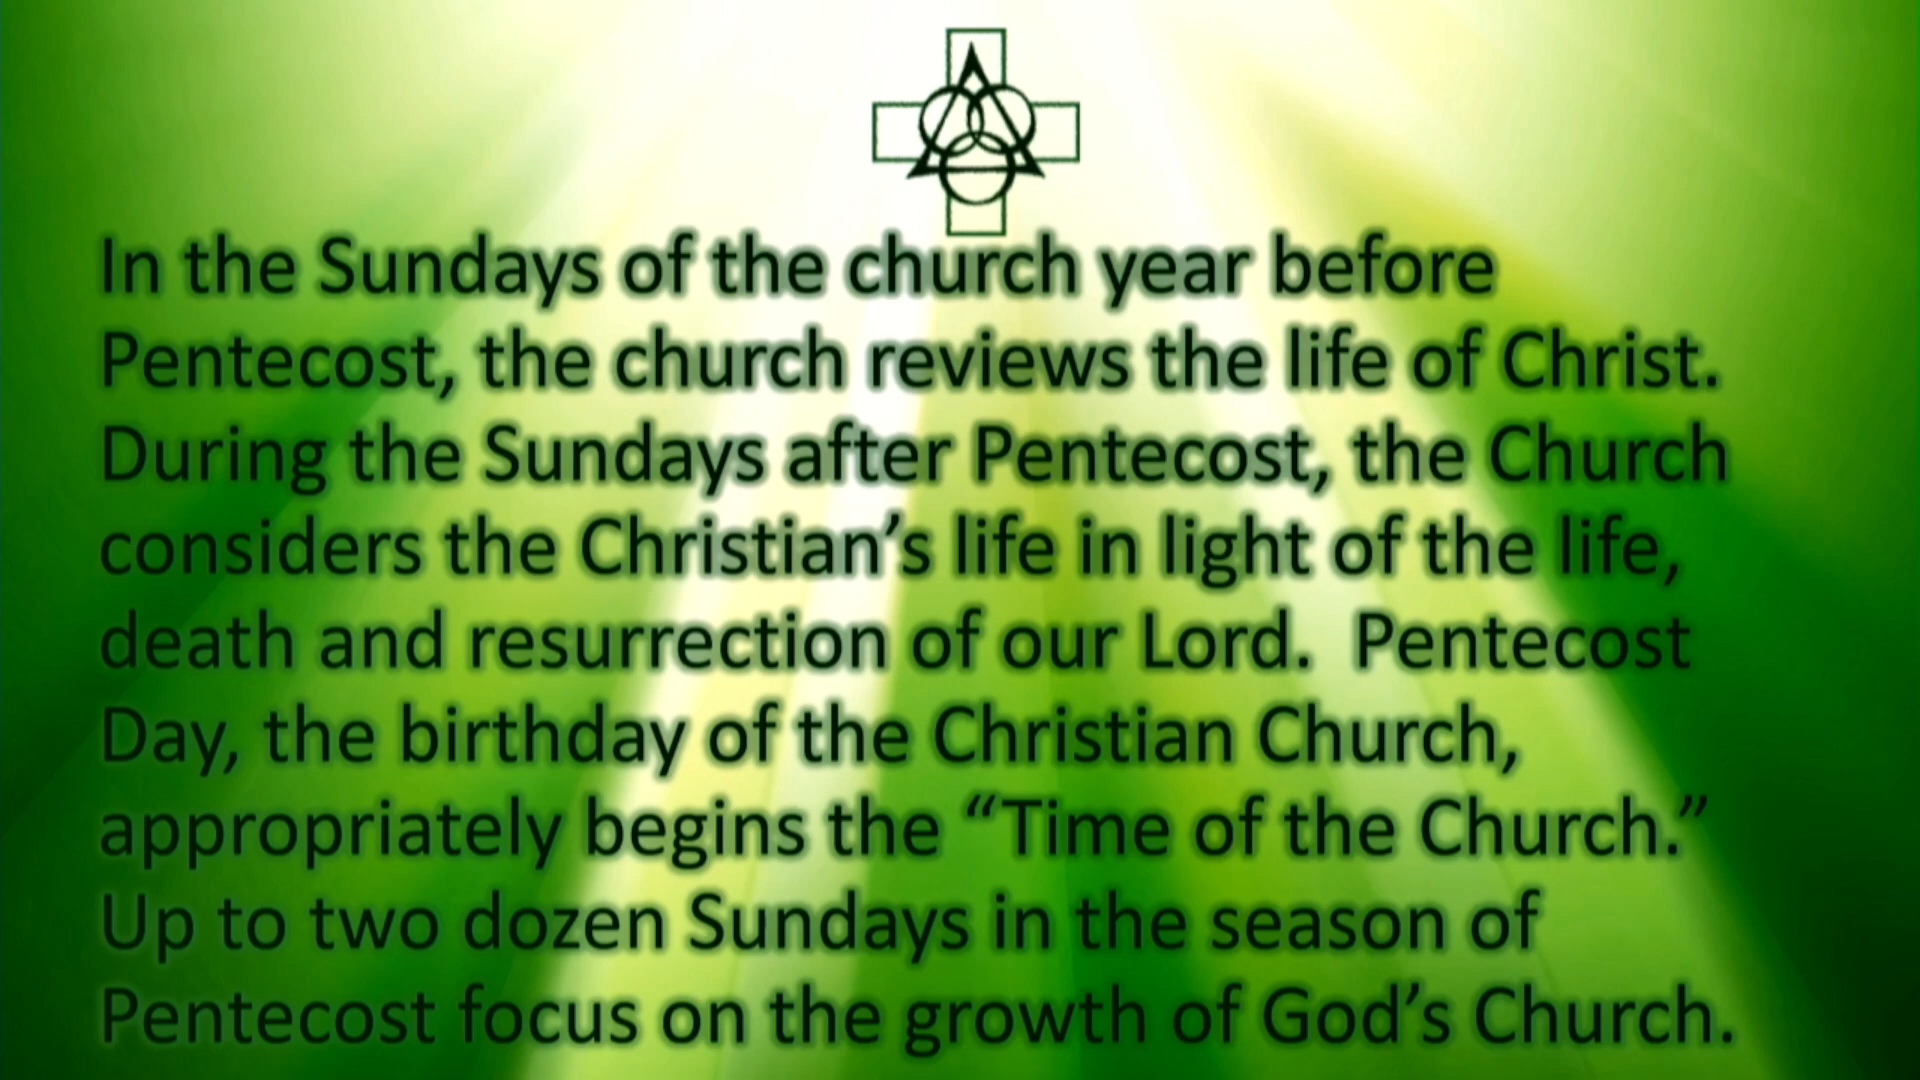 In the Sundays of the church year before
Pentecost, the church reviews the life of Christ.
During the Sundays after Pentecost, the Church
considers the Christian’s life in light of the life,
death and resurrection of our Lord.  Pentecost
Day, the birthday of the Christian Church,
appropriately begins the “Time of the Church.”
Up to two dozen Sundays in the season of
Pentecost focus on the growth of God’s Church.